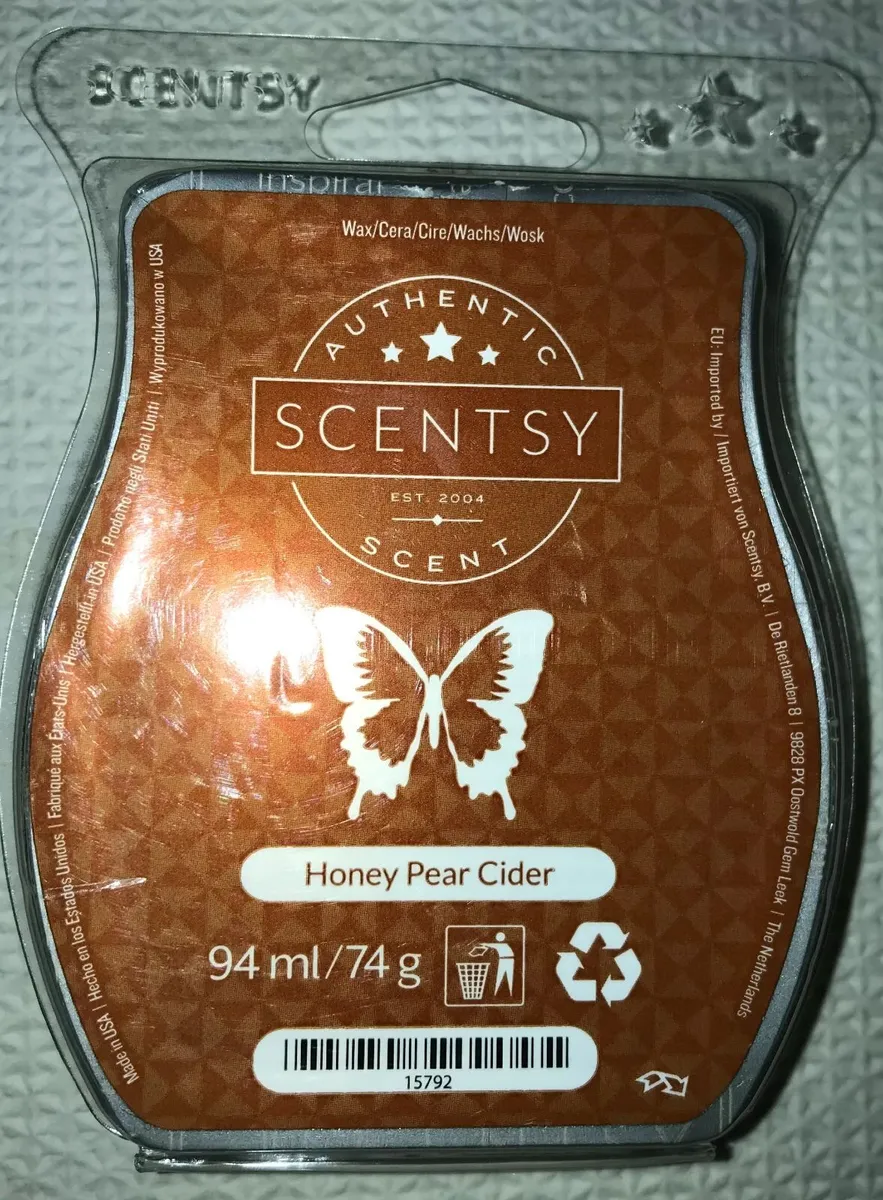 SCENTSY
Wax/Cera/Cire/Wachs/Wosk
AUTHENTIC
SCENTSY
EST. 2004
SCENT
Made in USA | Hecho en los Estados Unidos | Fabriqué aux États-Unis | Hergestellt in USA | Prodotto negli Stati Uniti | Wyprodukowano w USA
EU: Imported by / Importiert von Scentsy, B.V. | De Rietlanden 8 | 9828 PX Oostwold Gem Leek | The Netherlands
Honey Pear Cider
94 ml/74 g
15792